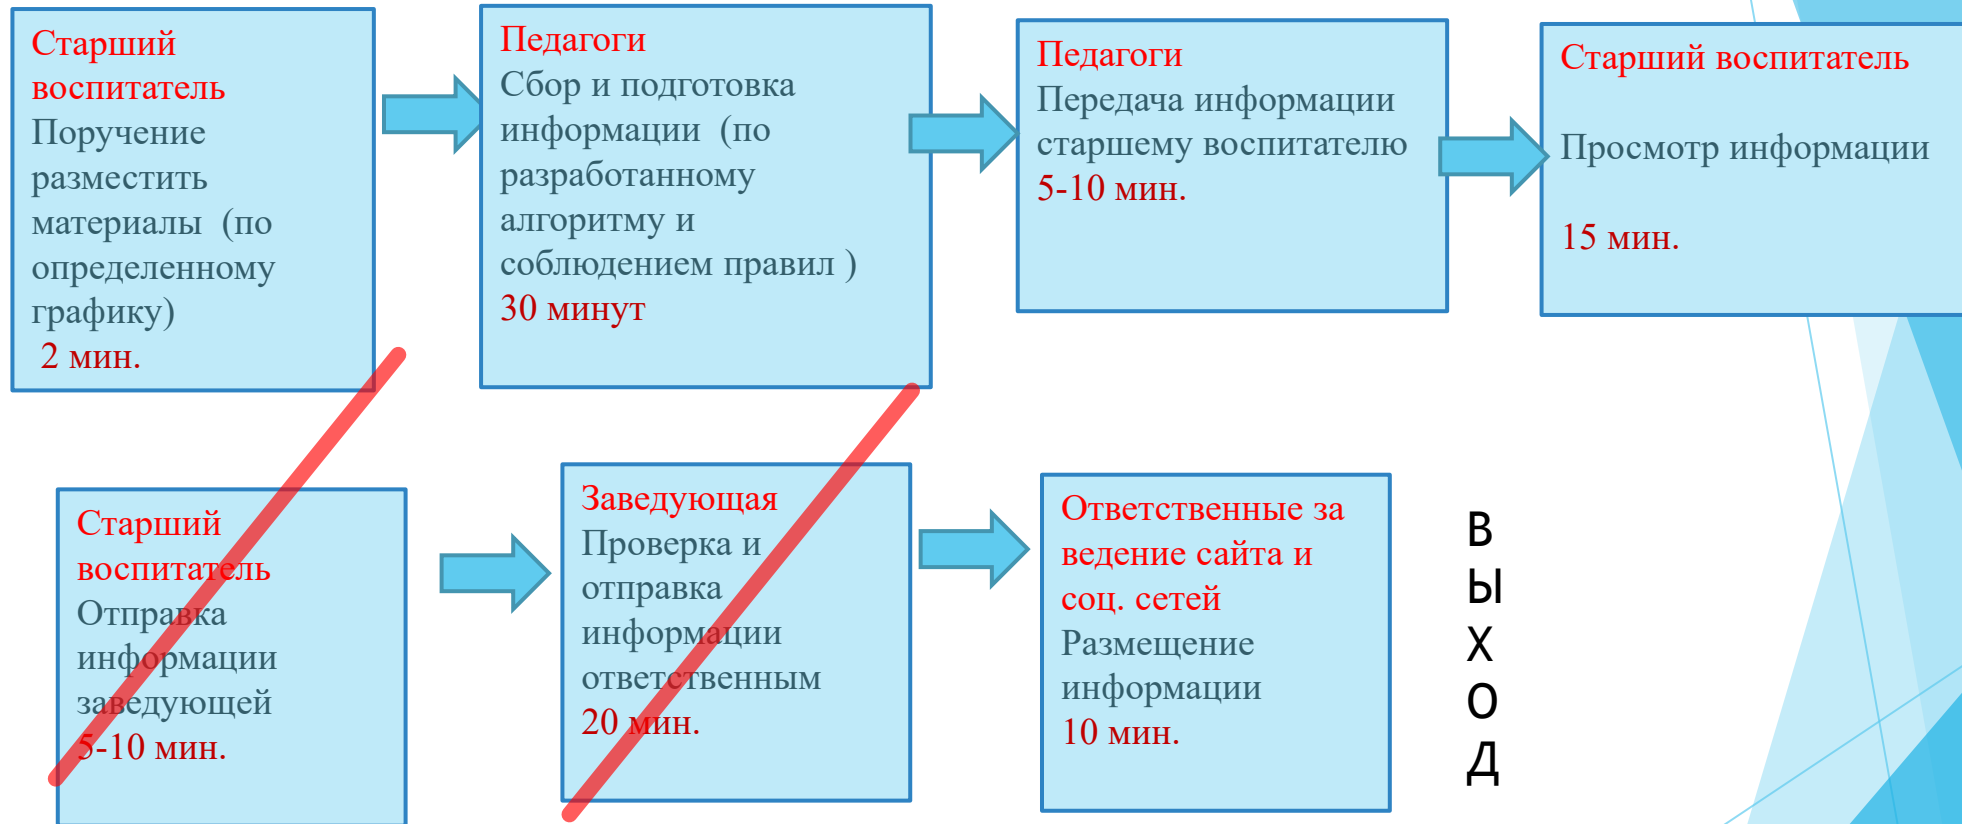 Старший
воспитатель
Поручение
разместить
материалы (по
определенному
графику)
2 мин.
Педагоги
Сбор и подготовка
информации (по
разработанному
алгоритму и
соблюдением правил )
30 минут
Педагоги
Передача информации
старшему воспитателю
5-10 мин.
Старший воспитатель
Просмотр информации
15 мин.
Старший
воспитатель
Отправка
информации
заведующей
5-10 мин.
Заведующая
Проверка и
отправка
информации
ответственным
20 мин.
Ответственные за
ведение сайта и
соц. сетей
Размещение
информации
10 мин.
В
Ы
Х
О
Д